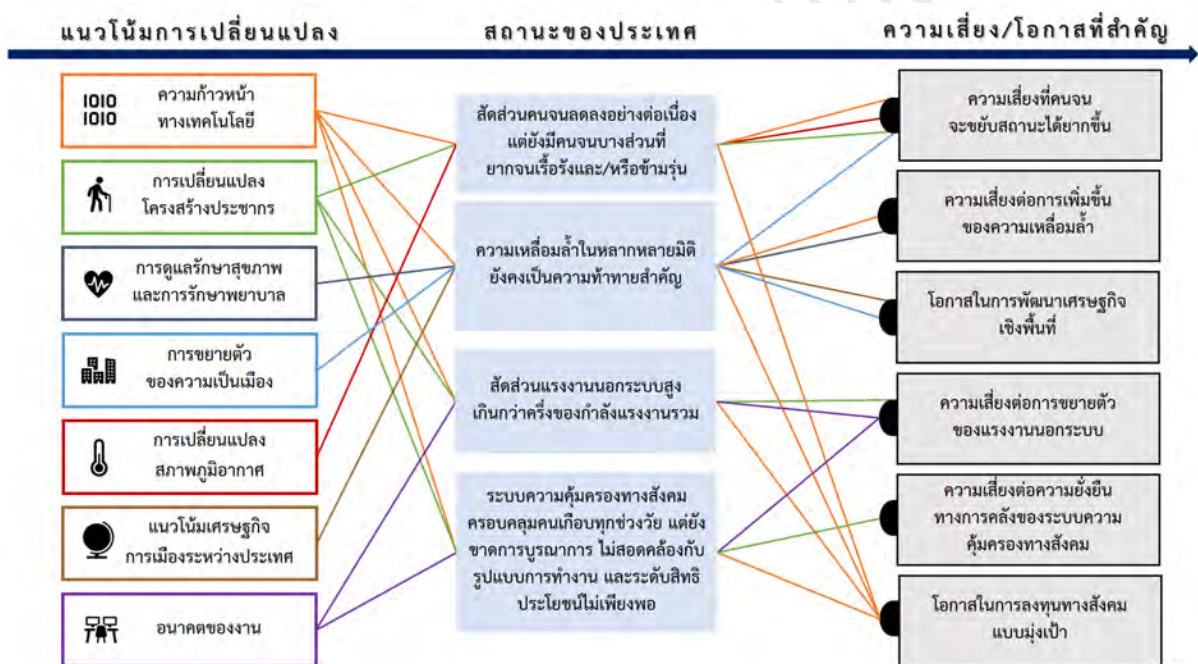 แนวโน้มการเปลี่ยนแปลง
สถานะของประเทศ
ความเสี่ยง/โอกาสที่สำคัญ
1010
1010
ความก้าวหน้า
ทางเทคโนโลยี
การเปลี่ยนแปลง
โครงสร้างประชากร
การดูแลรักษาสุขภาพ
และการรักษาพยาบาล
การขยายตัว
ของความเป็นเมือง
การเปลี่ยนแปลง
สภาพภูมิอากาศ
แนวโน้มเศรษฐกิจ
การเมืองระหว่างประเทศ
อนาคตของงาน
สัดส่วนคนจนลดลงอย่างต่อเนื่อง
แต่ยังมีคนจนบางส่วนที่
ยากจนเรื้อรังและ/หรือข้ามรุ่น
ความเหลื่อมล้ำในหลากหลายมิติ
ยังคงเป็นความท้าทายสำคัญ
สัดส่วนแรงงานนอกระบบสูง
เกินกว่าครึ่งของกำลังแรงงานรวม
ระบบความคุ้มครองทางสังคม
ครอบคลุมคนเกือบทุกช่วงวัย แต่ยัง
ขาดการบูรณาการ ไม่สอดคล้องกับ
รูปแบบการทำงาน และระดับสิทธิ
ประโยชน์ไม่เพียงพอ
ความเสี่ยงที่คนจน
จะขยับสถานะได้ยากขึ้น
ความเสี่ยงต่อการเพิ่มขึ้น
ของความเหลื่อมล้ำ
โอกาสในการพัฒนาเศรษฐกิจ
เชิงพื้นที่
ความเสี่ยงต่อการขยายตัว
ของแรงงานนอกระบบ
ความเสี่ยงต่อความยั่งยืน
ทางการคลังของระบบความ
คุ้มครองทางสังคม
โอกาสในการลงทุนทางสังคม
แบบมุ่งเป้า